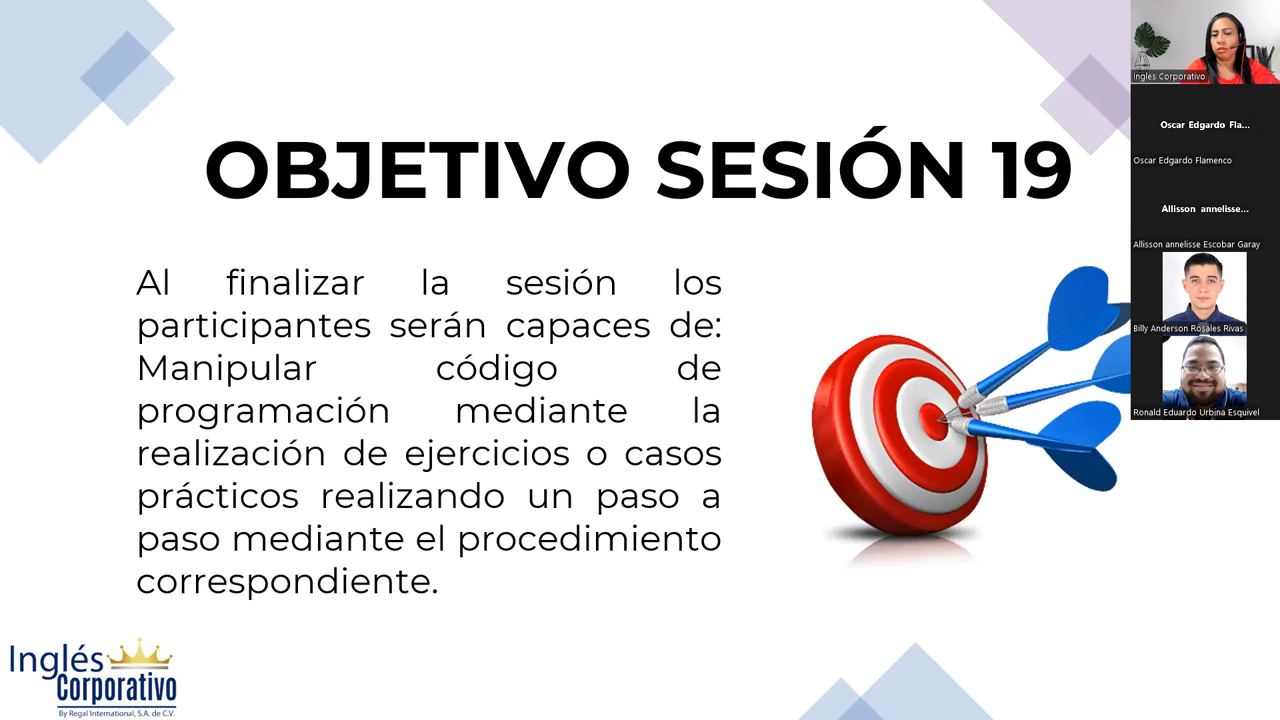 OBJETIVO SESIÓN 19
Al finalizar la sesión los
participantes serán capaces de:
Manipular código de
programación mediante la
realización de ejercicios o casos
prácticos realizando un paso a
paso mediante el procedimiento
correspondiente.
Inglés
Corporativo
By Regal International, S.A. de C.V.
Ingles Corporativo
Oscar Edgardo Fla...
Oscar Edgardo Flamenco
Allisson annelisse...
Allisson annelisse Escobar Garay
Billy Anderson Rosales Rivas
Ronald Eduardo Urbina Esquivel